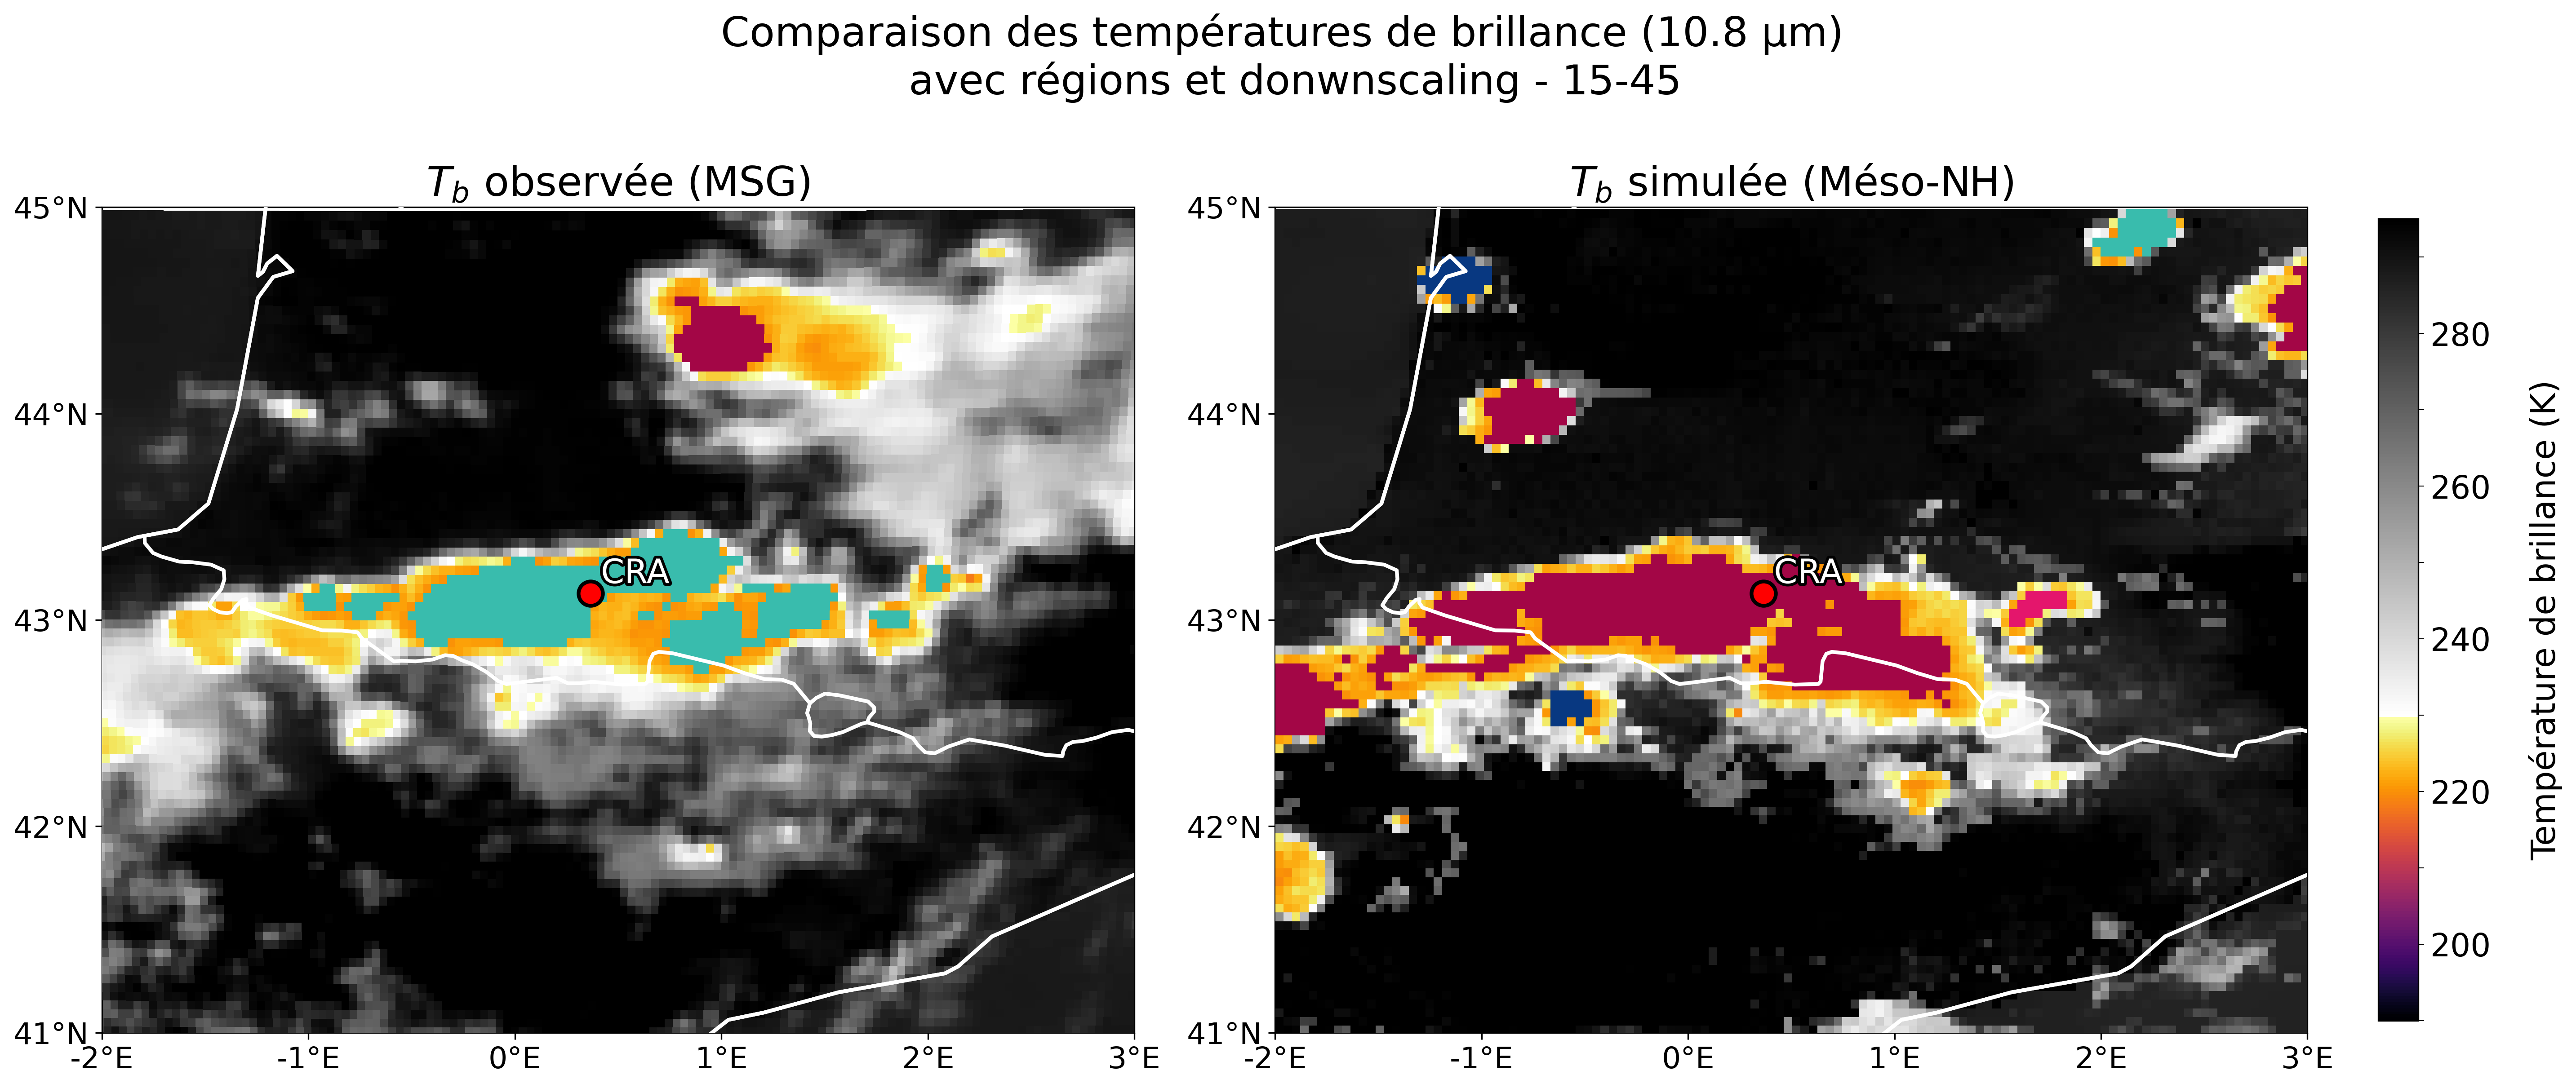 Comparaison des températures de brillance (10.8 µm)
avec régions et donwnscaling - 15-45
T_b observée (MSG)
T_b simulée (Méso-NH)
45°N
44°N
43°N
42°N
41°N
-2°E
-1°E
0°E
1°E
2°E
3°E
CRA
45°N
44°N
43°N
42°N
41°N
-2°E
-1°E
0°E
1°E
2°E
3°E
CRA
280
260
240
220
200
Température de brillance (K)